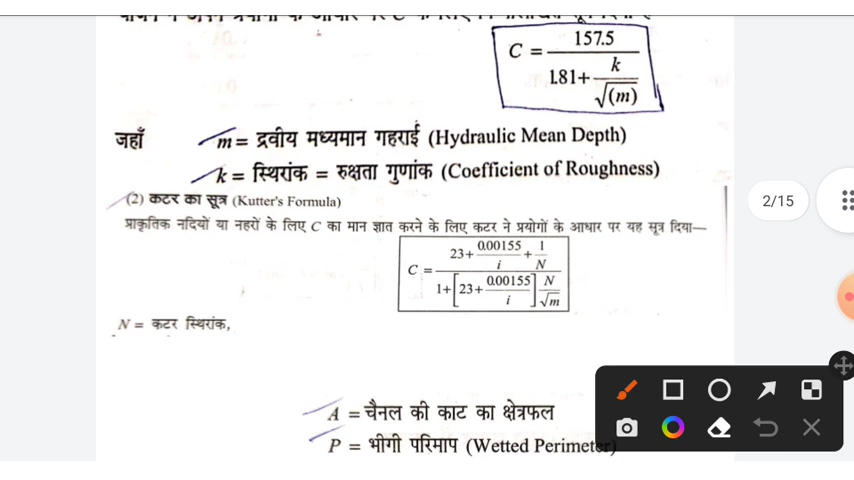 C = 157.5 / (1.81 + k/√(m))
जहाँ m = द्रवीय मध्यमान गहराई (Hydraulic Mean Depth)
k = स्थिरांक = रुक्षता गुणांक (Coefficient of Roughness)
(2) कटर का सूत्र (Kutter's Formula)
प्राकृतिक नदियों या नहरों के लिए C का मान ज्ञात करने के लिए कटर ने प्रयोगों के आधार पर यह सूत्र दिया—
C = (23 + 0.00155/i + 1/N) / (1 + [23 + 0.00155/i] N/√m)
N = कटर स्थिरांक,
A = चैनल की काट का क्षेत्रफल
P = भीगी परिमाप (Wetted Perimeter)
2/15